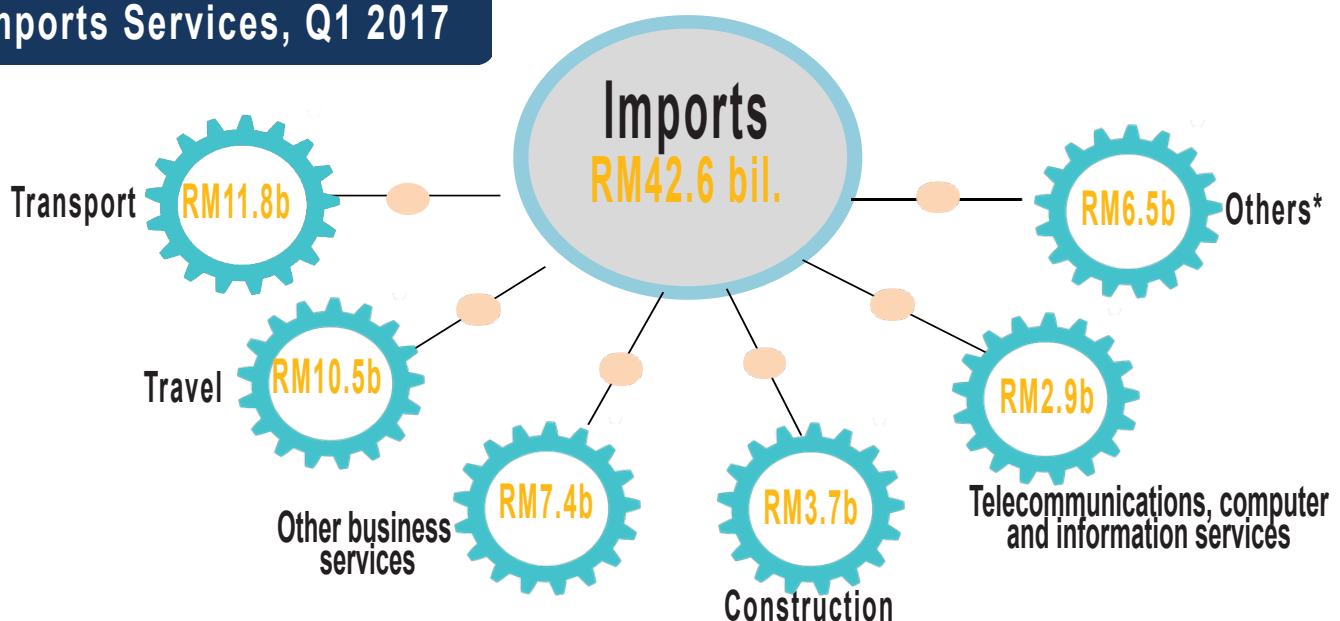 mports Services, Q1 2017
Imports
RM42.6 bil.
Transport
RM11.8b
RM6.5b
Others*
Travel
RM10.5b
RM2.9b
Other business
services
RM7.4b
RM3.7b
Telecommunications, computer
and information services
Construction